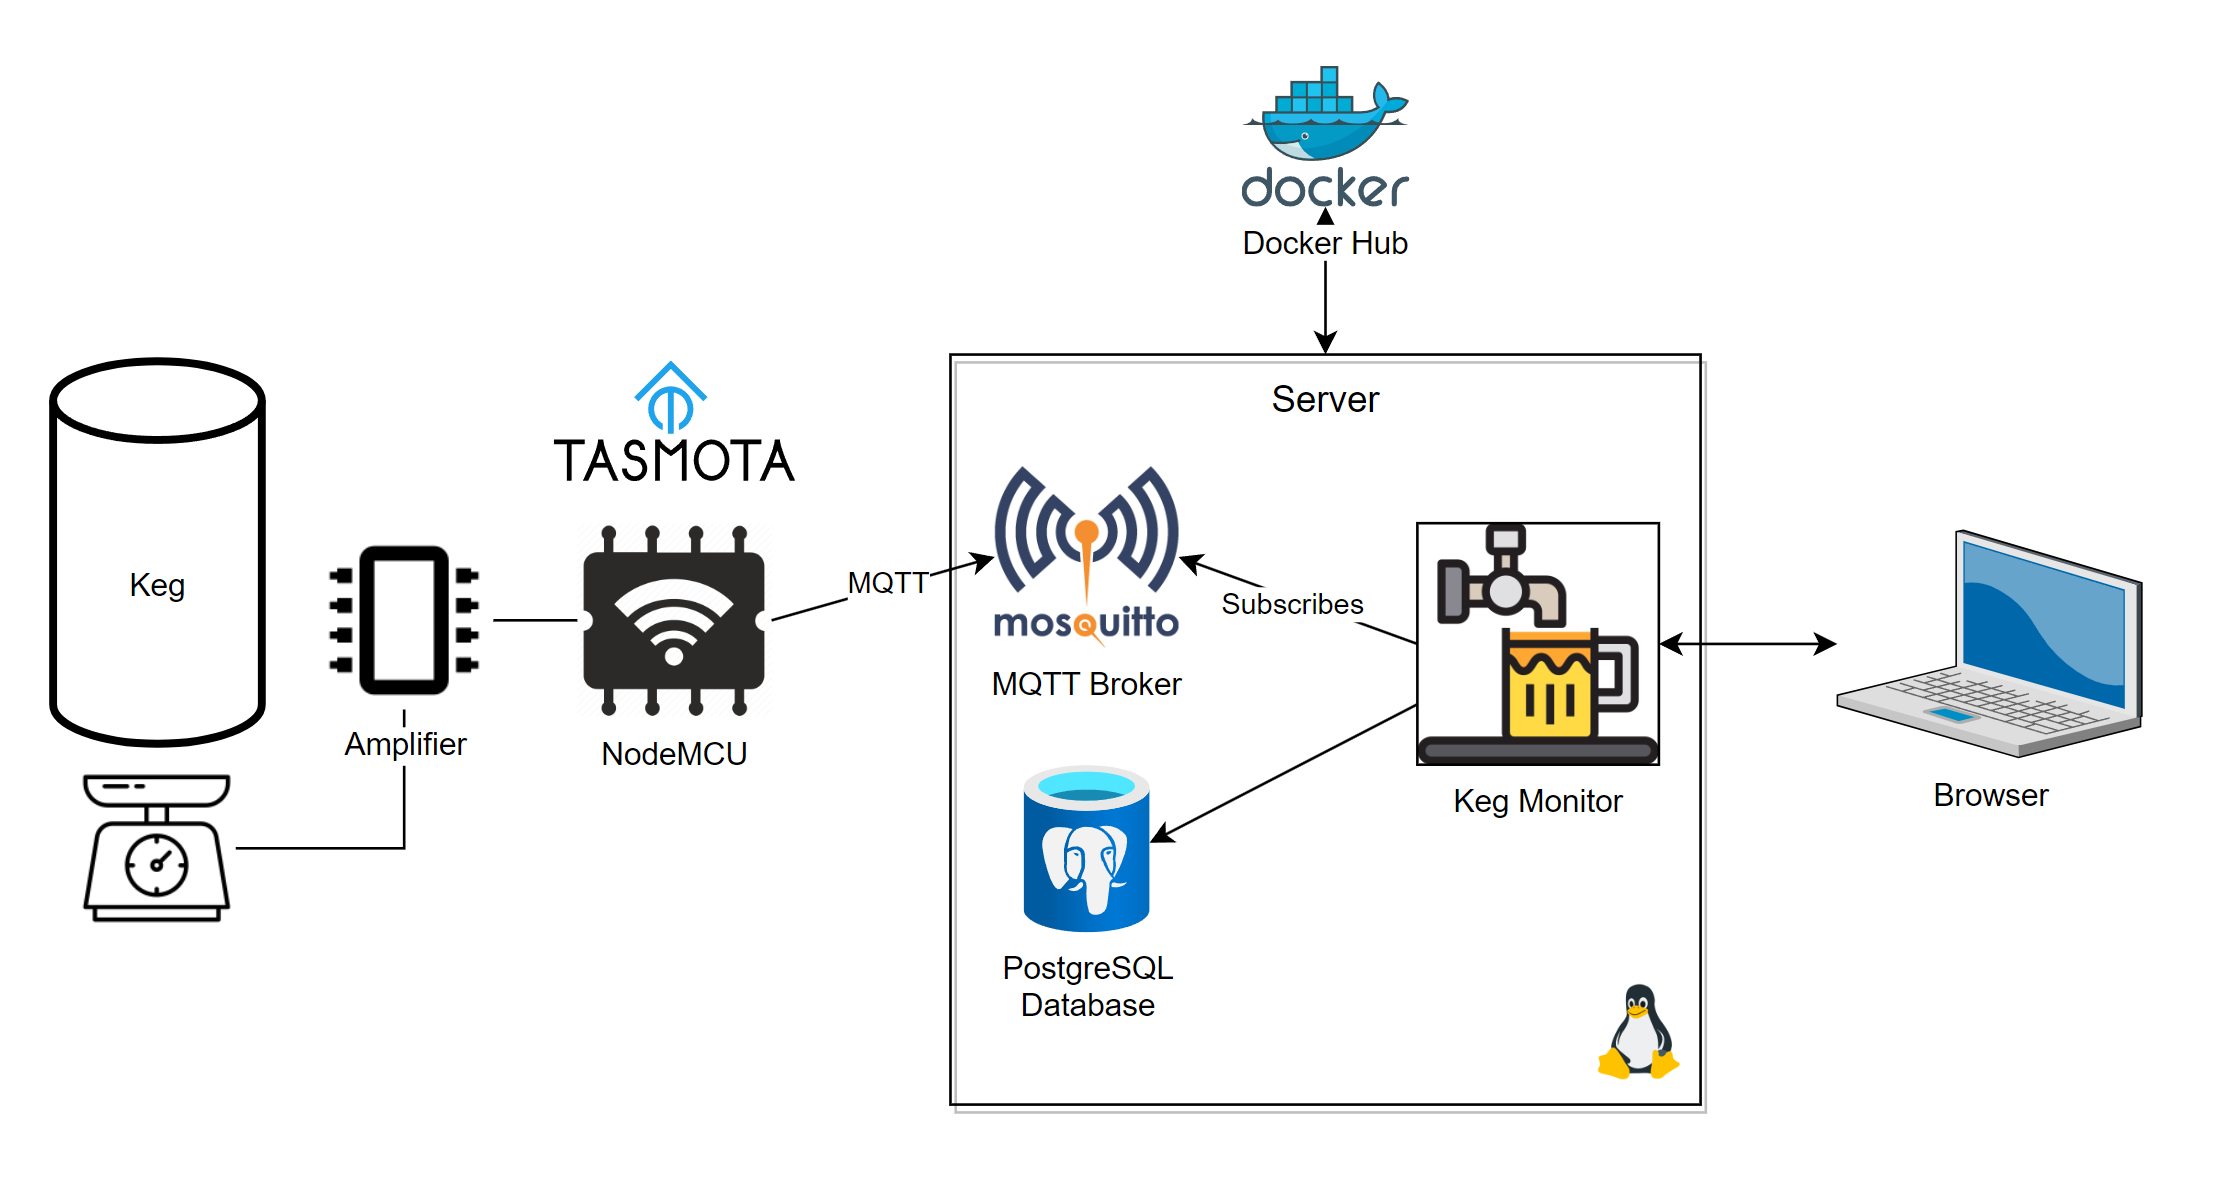 docker
Docker Hub
Server
TASMOTA
Keg
MQTT
mosquitto
Subscribes
MQTT Broker
Amplifier
NodeMCU
Keg Monitor
Browser
PostgreSQL
Database